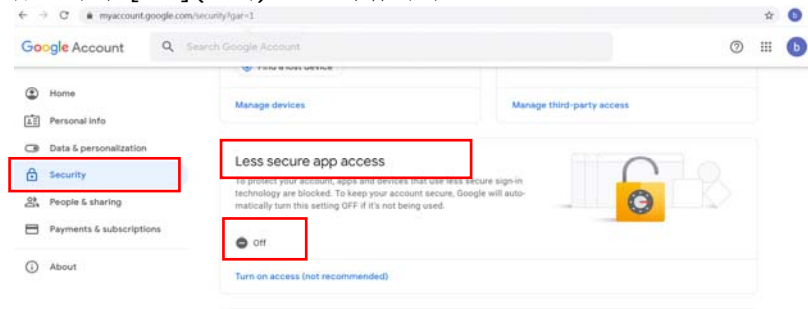 myaccount.google.com/security?gar=1
Google Account
Search Google Account
b
Find a lost device
Home
Personal info
Data & personalization
Security
People & sharing
Payments & subscriptions
About
Manage devices
Manage third-party access
Less secure app access
To protect your account, apps and devices that use less secure sign-in
technology are blocked. To keep your account secure, Google will auto-
matically turn this setting OFF if it's not being used.
Off
Turn on access (not recommended)